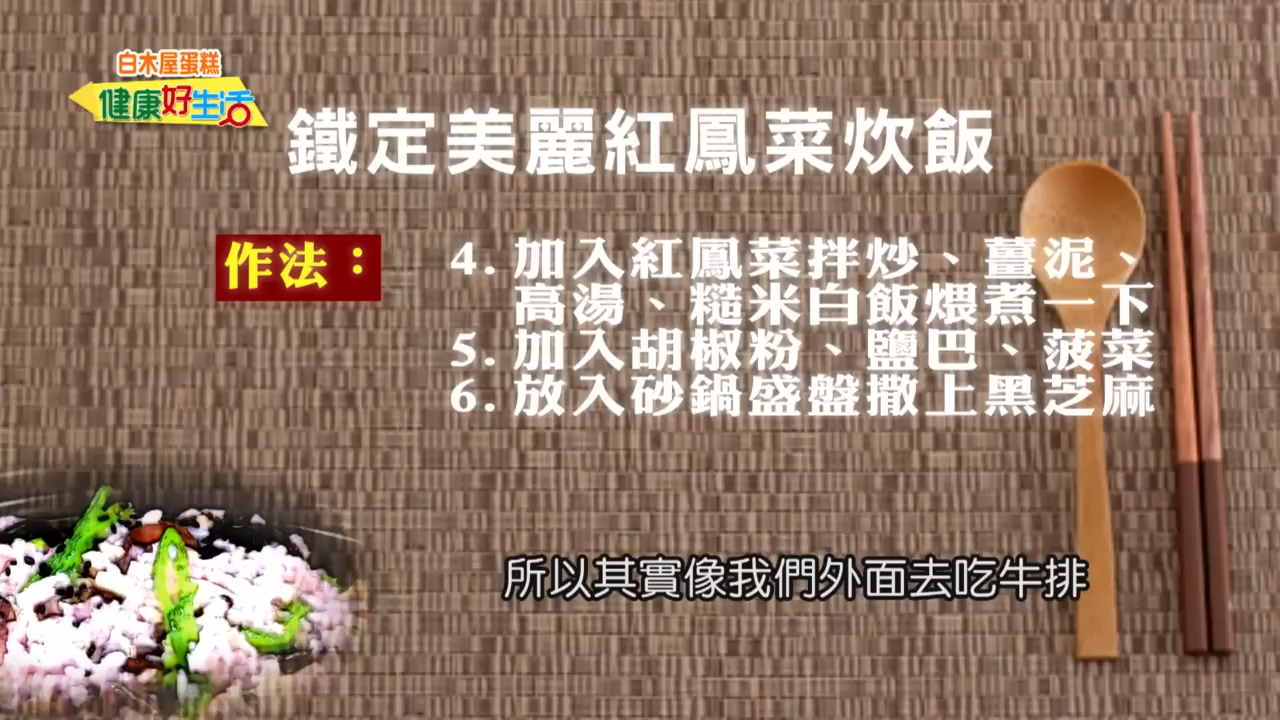 白木屋蛋糕
健康好生活
鐵定美麗紅鳳菜炊飯
作法：
4. 加入紅鳳菜拌炒、薑泥、
高湯、糙米白飯煨煮一下
5. 加入胡椒粉、鹽巴、菠菜
6. 放入砂鍋盛盤撒上黑芝麻
所以其實像我們外面去吃牛排